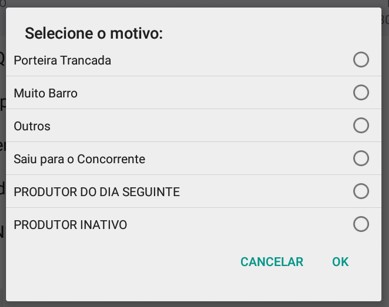 Selecione o motivo:
Porteira Trancada
Muito Barro
Outros
Saiu para o Concorrente
PRODUTOR DO DIA SEGUINTE
PRODUTOR INATIVO
CANCELAR OK